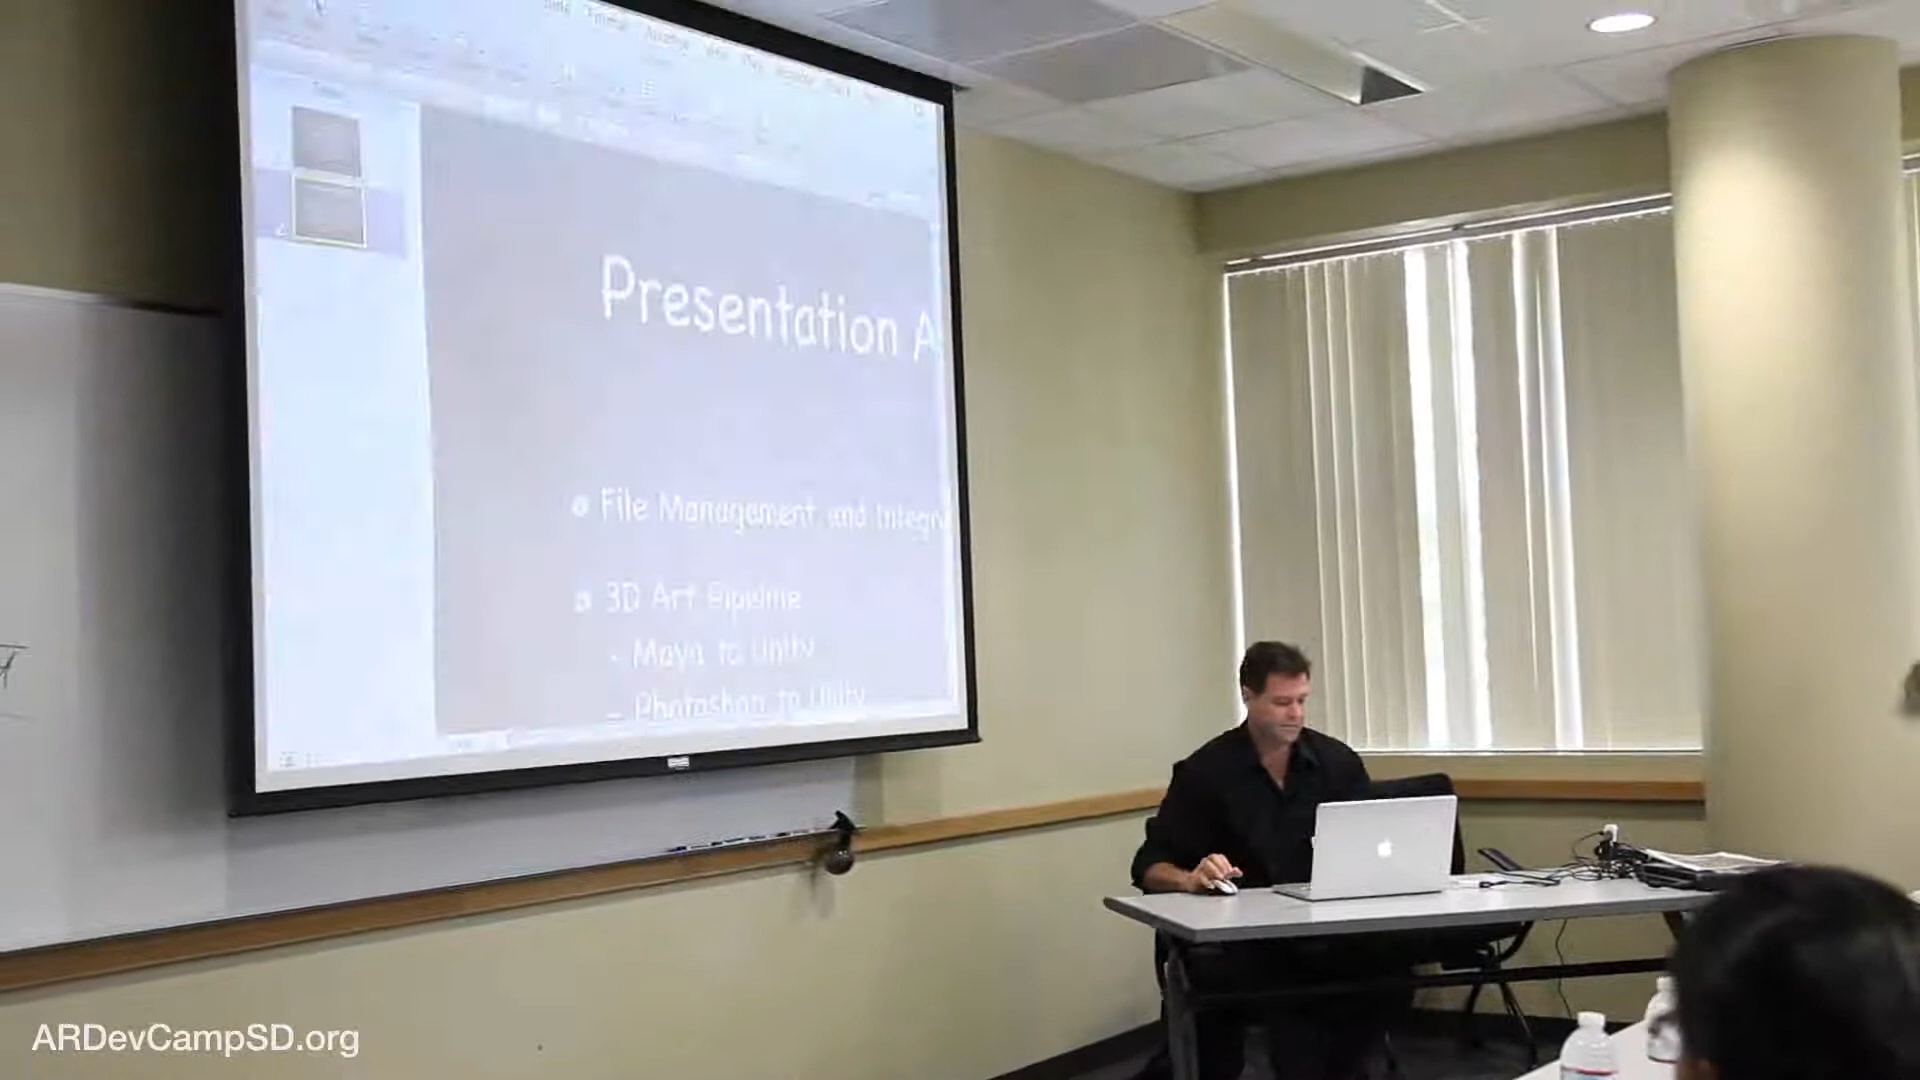 Presentation A
File Management and Integr
3D Art Pipeline
- Maya to Unity
- Photoshop to Unity
ARDevCampSD.org